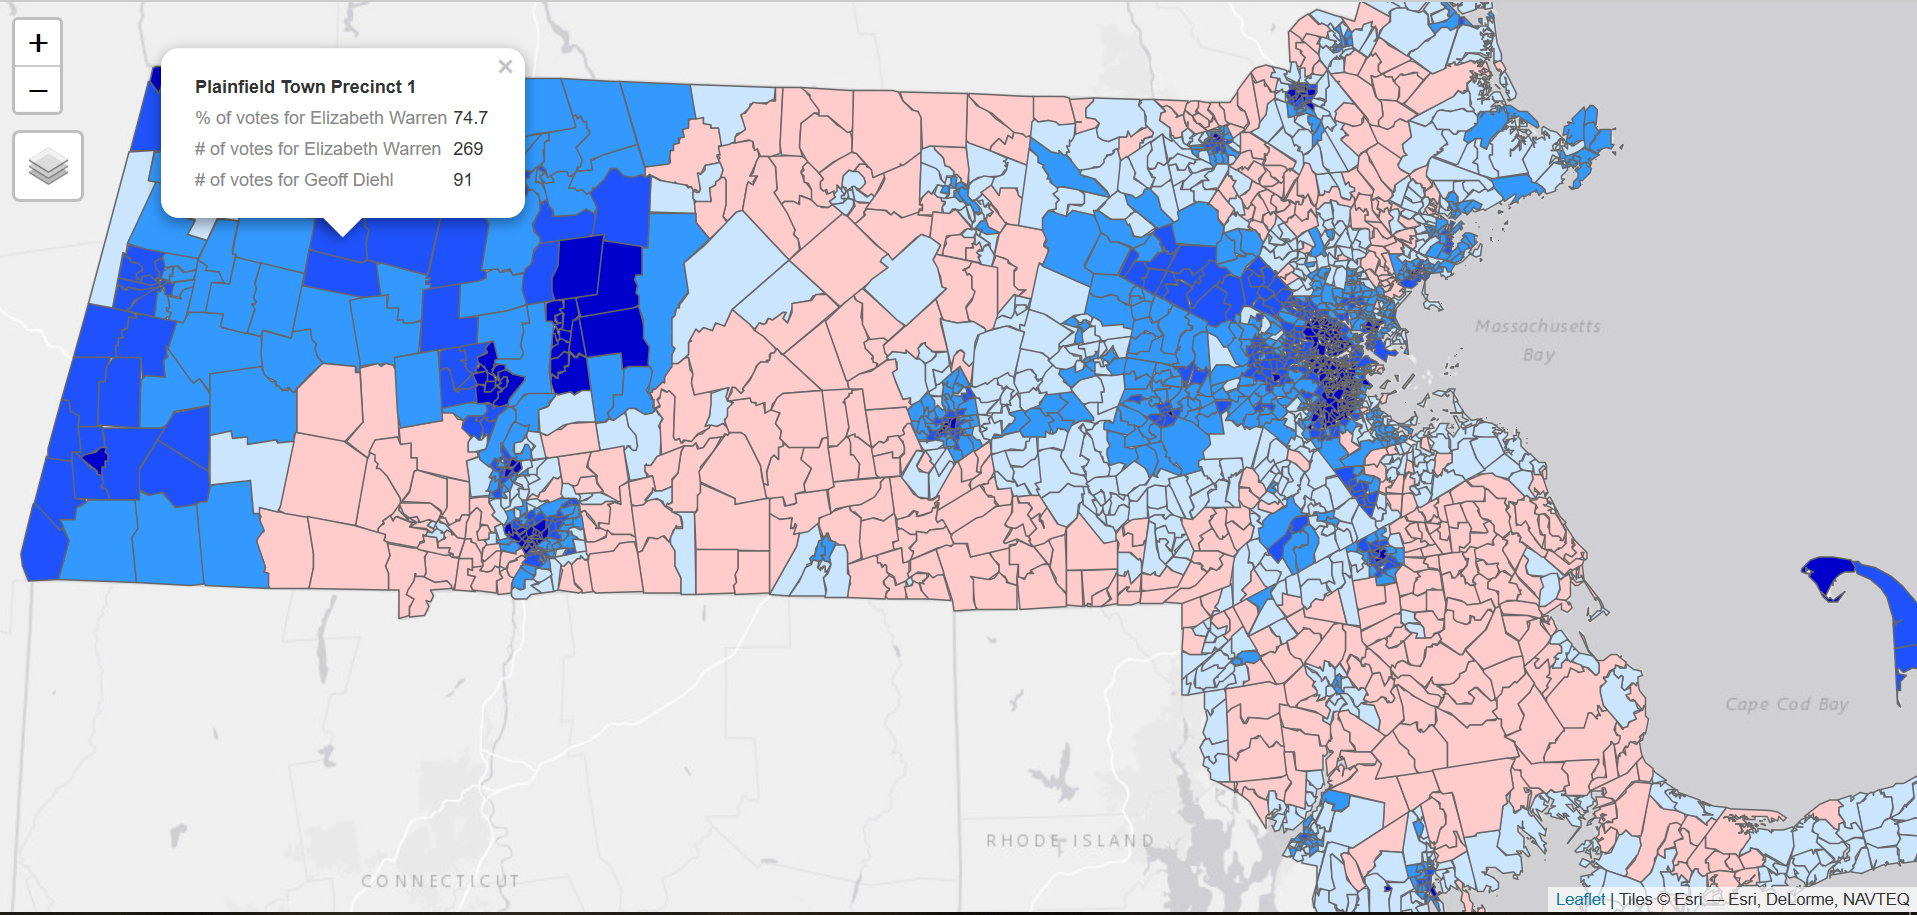 +
−
×
Plainfield Town Precinct 1
% of votes for Elizabeth Warren 74.7
# of votes for Elizabeth Warren 269
# of votes for Geoff Diehl 91
Massachusetts
Bay
Cape Cod Bay
RHODE ISLAND
CONNECTICUT
Leaflet | Tiles © Esri — Esri, DeLorme, NAVTEQ